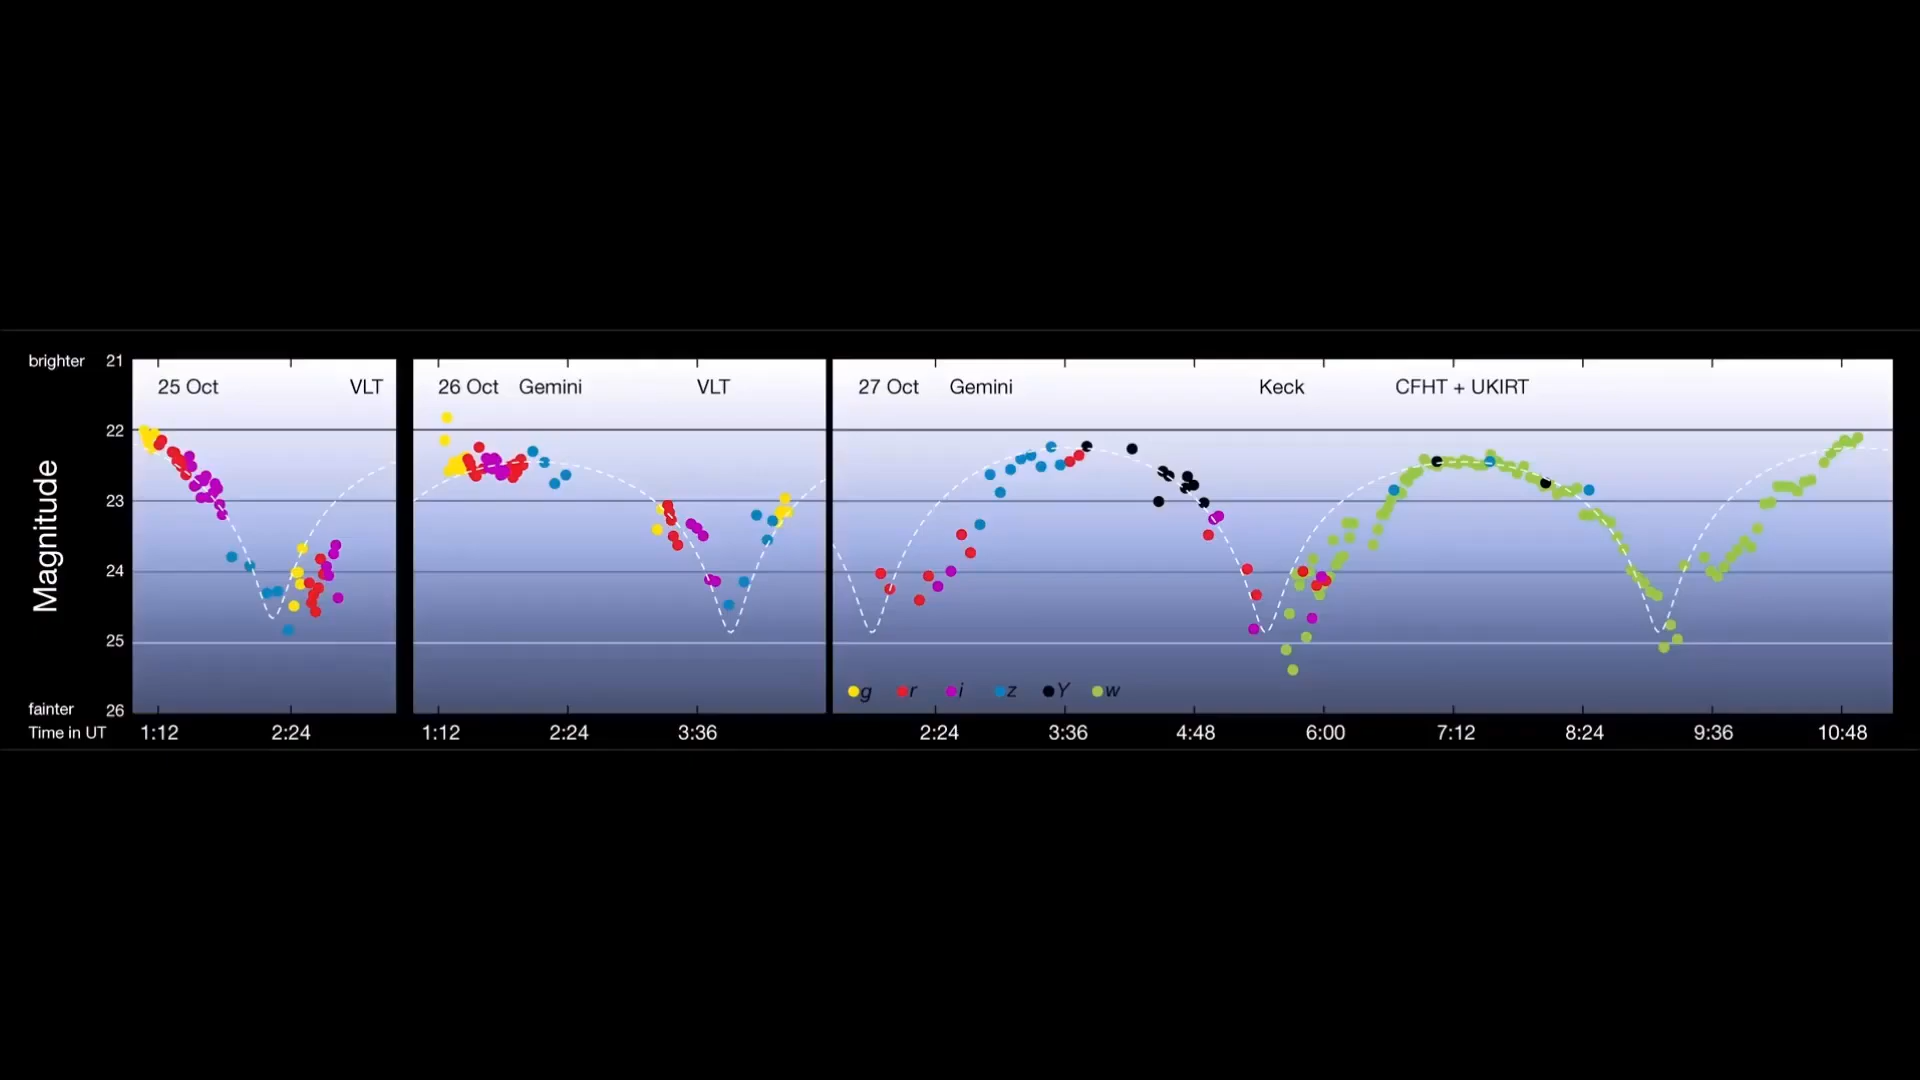 brighter 21
25 Oct VLT 26 Oct Gemini VLT 27 Oct Gemini Keck CFHT + UKIRT
22
23
Magnitude
24
25
g r i z Y w
fainter 26
Time in UT 1:12 2:24 1:12 2:24 3:36 2:24 3:36 4:48 6:00 7:12 8:24 9:36 10:48